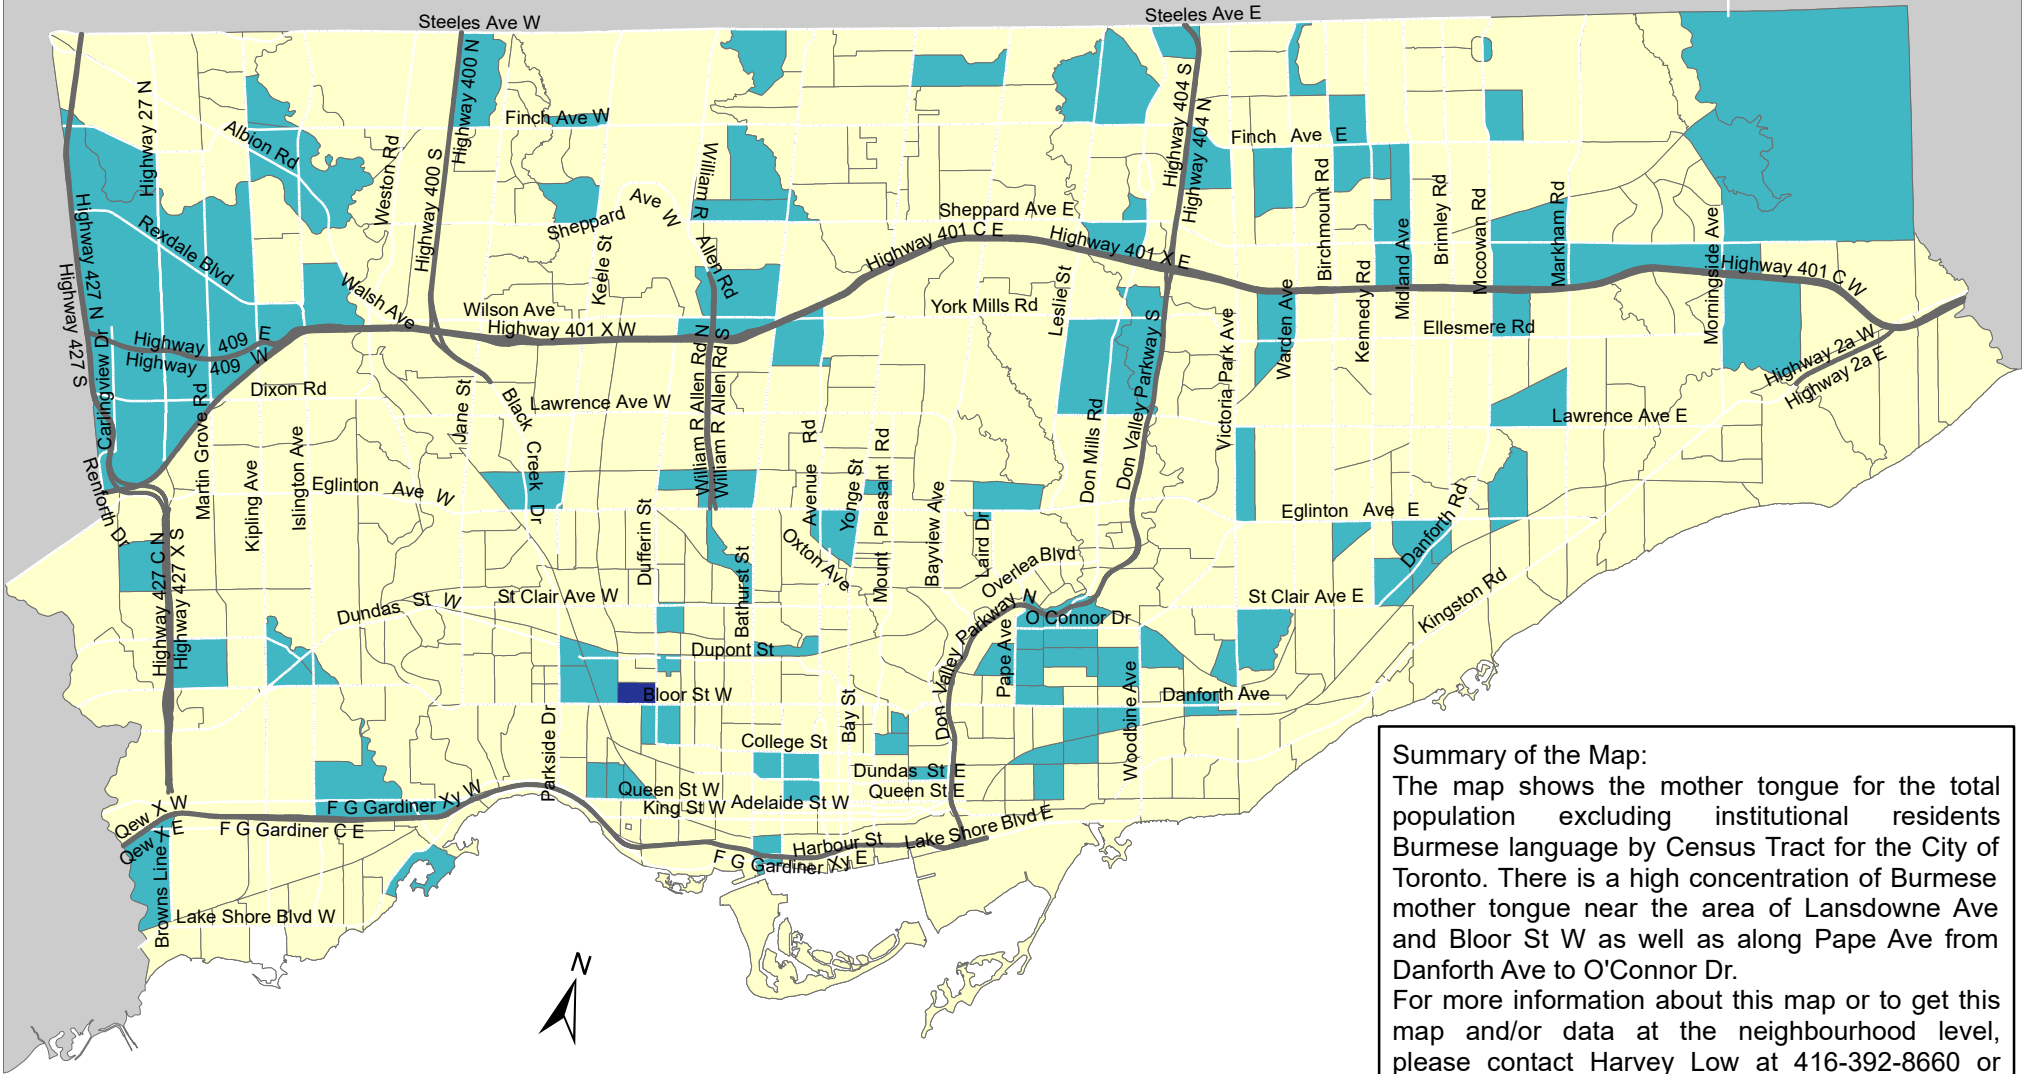 Steeles Ave W
Steeles Ave E
Highway 27 N
Albion Rd
Weston Rd
Highway 400 N
Highway 400 S
Finch Ave W
William R
Allen Rd
Sheppard Ave W
Keele St
Highway 404 S
Highway 404 N
Finch Ave E
Birchmount Rd
Brimley Rd
Mccowan Rd
Markham Rd
Midland Ave
Kennedy Rd
Morningside Ave
Sheppard Ave E
Highway 401 C E
Highway 401 X E
Highway 401 C W
Highway 427 N
Highway 427 S
Rexdale Blvd
Walsh Ave
Wilson Ave
Highway 401 X W
York Mills Rd
Leslie St
Ellesmere Rd
Warden Ave
Victoria Park Ave
Highway 2a W
Highway 2a E
Highway 409 E
Highway 409 W
Carlingview Dr
Martin Grove Rd
Dixon Rd
Jane St
Black Creek Dr
Lawrence Ave W
William R Allen Rd N
William R Allen Rd S
Don Valley Parkway S
Don Mills Rd
Lawrence Ave E
Renforth Dr
Kipling Ave
Islington Ave
Eglinton Ave W
Dufferin St
Avenue Rd
Yonge St
Mount Pleasant Rd
Bayview Ave
Laird Dr
Eglinton Ave E
Danforth Rd
Kingston Rd
Highway 427 C N
Highway 427 X S
Dundas St W
St Clair Ave W
Bathurst St
Oxton Ave
Overlea Blvd
Don Valley Parkway N
O Connor Dr
St Clair Ave E
Dupont St
Pape Ave
Woodbine Ave
Bloor St W
Danforth Ave
Parkside Dr
Bay St
College St
Dundas St E
Queen St W
Queen St E
King St W
Adelaide St W
Qew X W
Qew X E
F G Gardiner Xy W
F G Gardiner C E
Harbour St
Lake Shore Blvd E
F G Gardiner Xy E
Browns Line
Lake Shore Blvd W
N
Summary of the Map:
The map shows the mother tongue for the total
population excluding institutional residents
Burmese language by Census Tract for the City of
Toronto. There is a high concentration of Burmese
mother tongue near the area of Lansdowne Ave
and Bloor St W as well as along Pape Ave from
Danforth Ave to O'Connor Dr.
For more information about this map or to get this
map and/or data at the neighbourhood level,
please contact Harvey Low at 416-392-8660 or